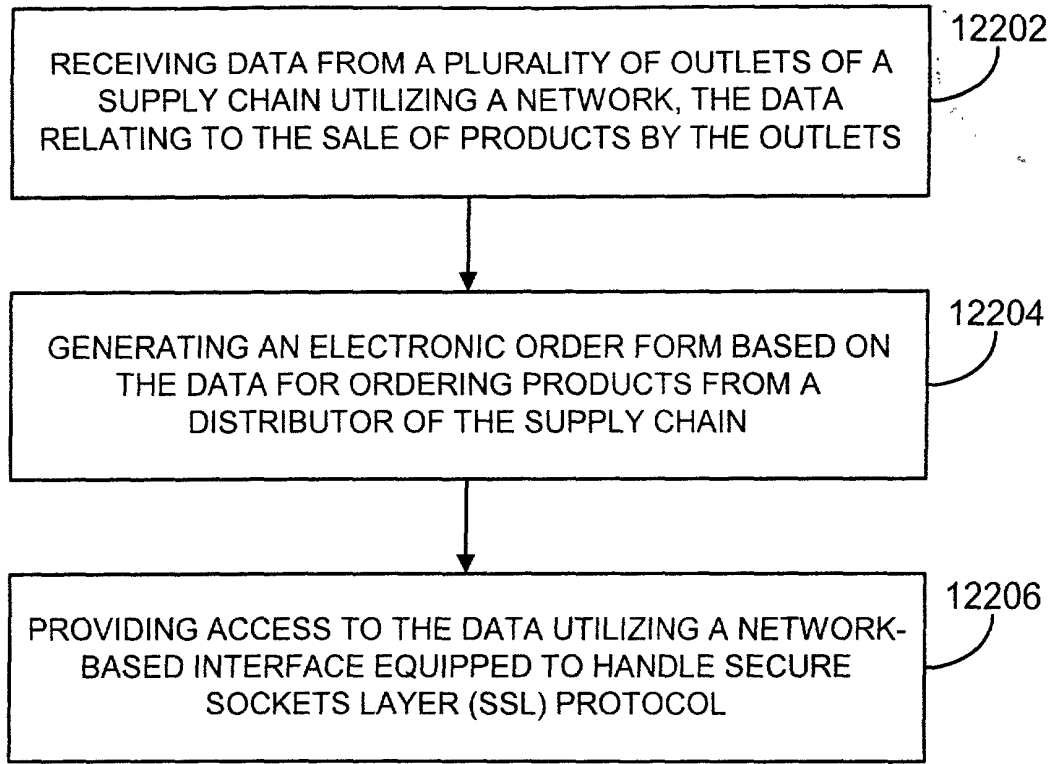 12202
RECEIVING DATA FROM A PLURALITY OF OUTLETS OF A
SUPPLY CHAIN UTILIZING A NETWORK, THE DATA
RELATING TO THE SALE OF PRODUCTS BY THE OUTLETS
12204
GENERATING AN ELECTRONIC ORDER FORM BASED ON
THE DATA FOR ORDERING PRODUCTS FROM A
DISTRIBUTOR OF THE SUPPLY CHAIN
12206
PROVIDING ACCESS TO THE DATA UTILIZING A NETWORK-
BASED INTERFACE EQUIPPED TO HANDLE SECURE
SOCKETS LAYER (SSL) PROTOCOL